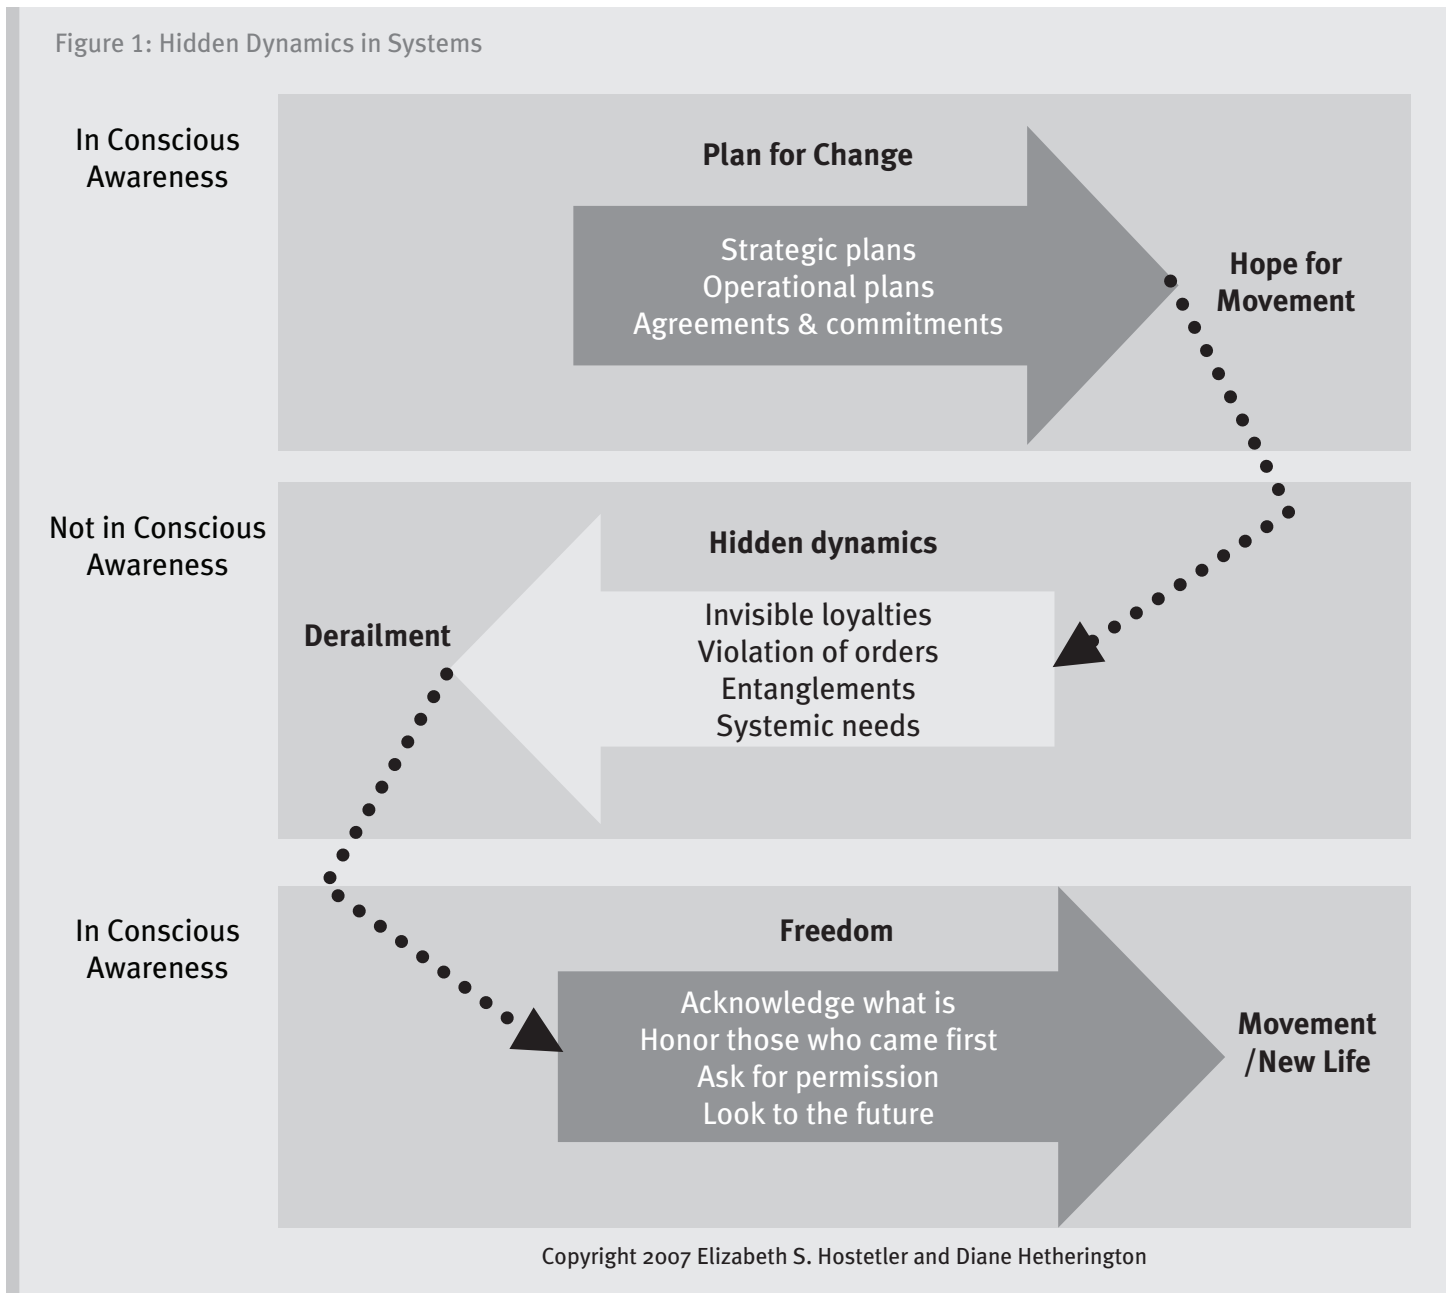 Figure 1: Hidden Dynamics in Systems
In Conscious
Awareness
Plan for Change
Strategic plans
Operational plans
Agreements & commitments
Hope for
Movement
Not in Conscious
Awareness
Hidden dynamics
Derailment
Invisible loyalties
Violation of orders
Entanglements
Systemic needs
In Conscious
Awareness
Freedom
Acknowledge what is
Honor those who came first
Ask for permission
Look to the future
Movement
/New Life
Copyright 2007 Elizabeth S. Hostetler and Diane Hetherington